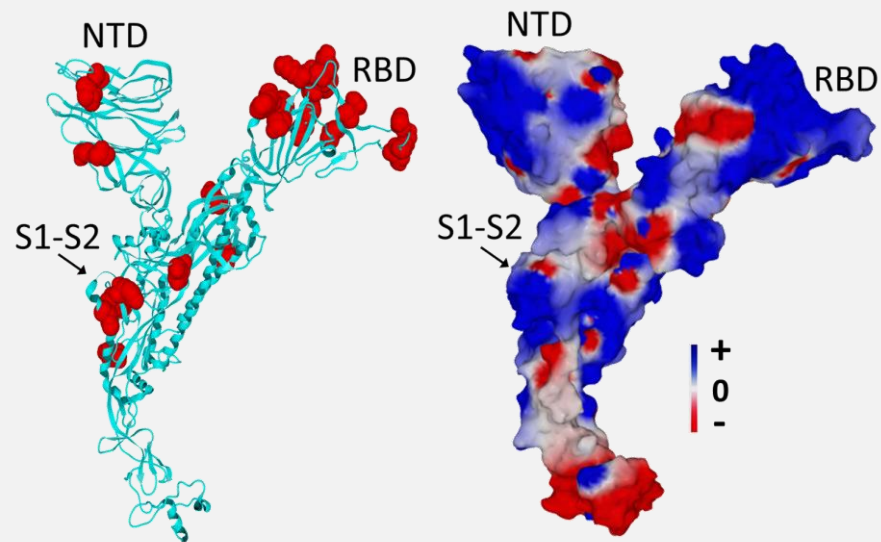 NTD
RBD
S1-S2
NTD
RBD
S1-S2
+
0
-